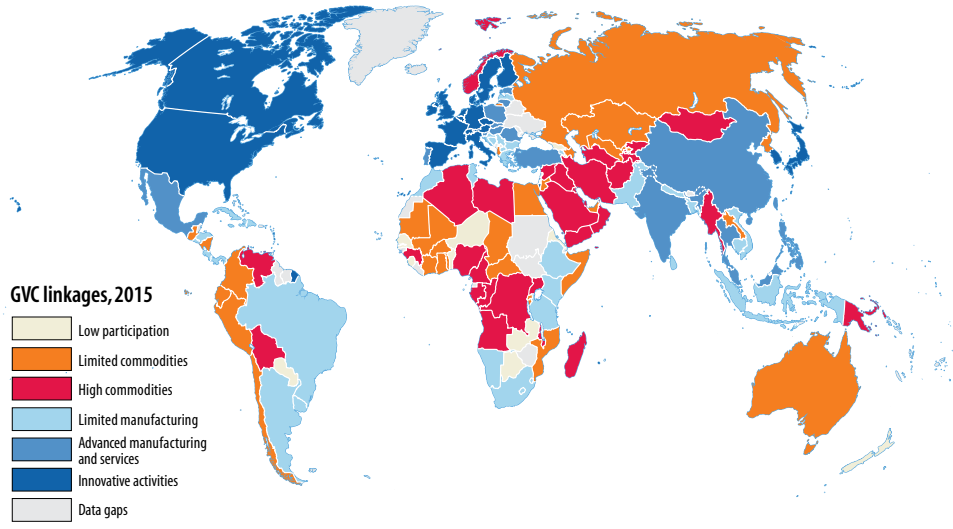 GVC linkages, 2015
Low participation
Limited commodities
High commodities
Limited manufacturing
Advanced manufacturing
and services
Innovative activities
Data gaps